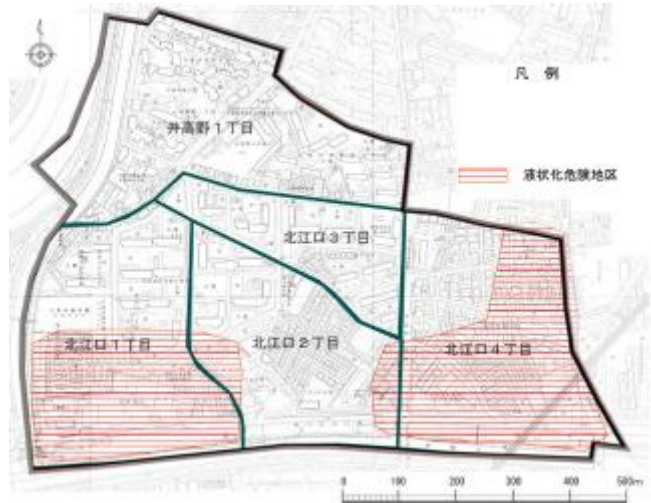 凡 例
井高野1丁目
液状化危険地区
北江口3丁目
北江口1丁目
北江口2丁目
北江口4丁目
0 100 200 300 400 500m